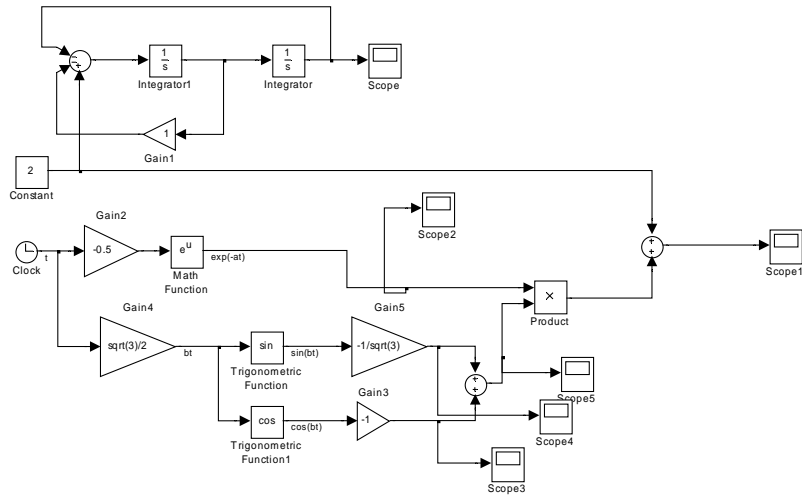 1
s
Integrator1
1
s
Integrator
Scope
1
Gain1
2
Constant
Gain2
-0.5
Clock
t
e^u
Math
Function
exp(-at)
Scope2
Scope1
Gain4
sqrt(3)/2
bt
sin
Trigonometric
Function
sin(bt)
Gain5
-1/sqrt(3)
×
Product
cos
Trigonometric
Function1
cos(bt)
Gain3
-1
Scope5
Scope4
Scope3